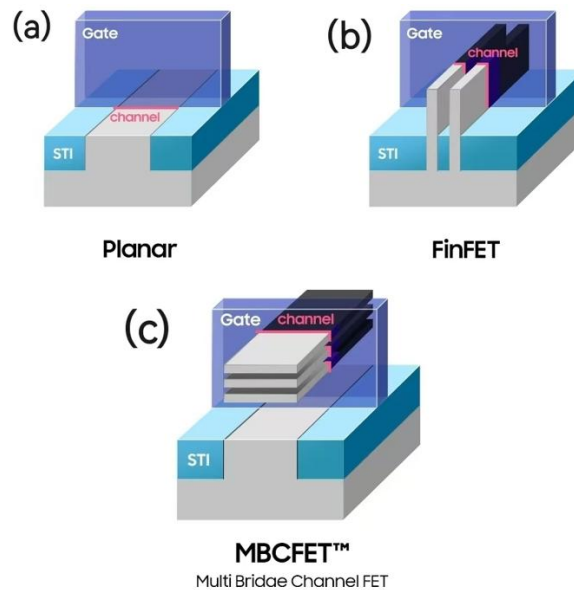 (a)
Gate
channel
STI
Planar
(b)
Gate
channel
STI
FinFET
(c)
Gate
channel
STI
MBCFET™
Multi Bridge Channel FET